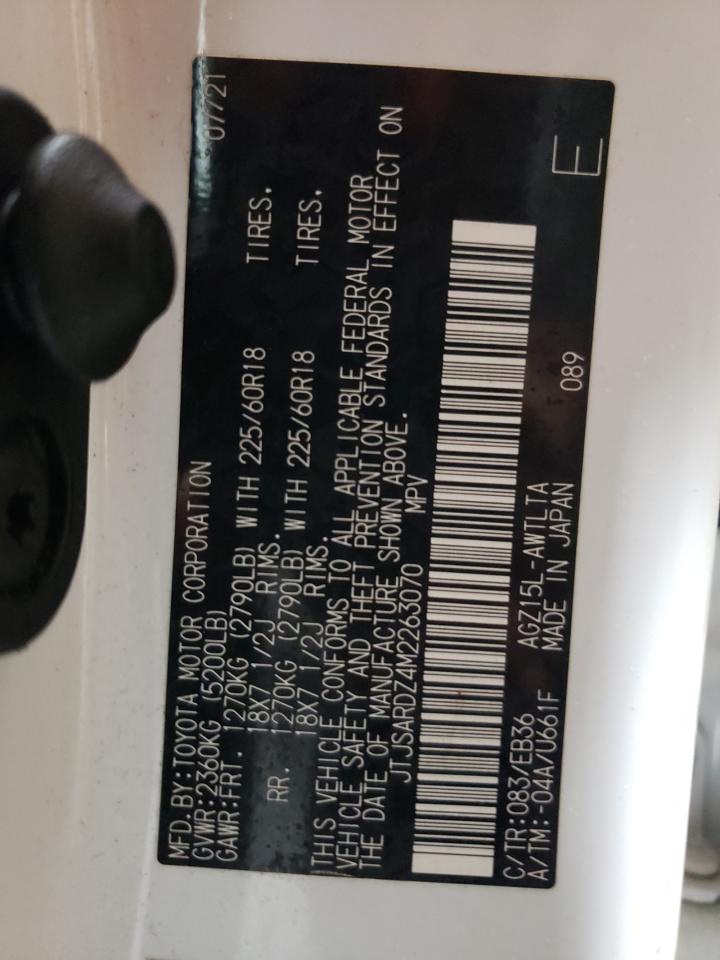 MFD.BY:TOYOTA MOTOR CORPORATION 07/21
GVWR:2360KG (5200LB)
GAWR:FRT. 1270KG (2790LB) WITH 225/60R18 TIRES,
18X7 1/2J RIMS.
RR. 1270KG (2790LB) WITH 225/60R18 TIRES,
18X7 1/2J RIMS.
THIS VEHICLE CONFORMS TO ALL APPLICABLE FEDERAL MOTOR
VEHICLE SAFETY AND THEFT PREVENTION STANDARDS IN EFFECT ON
THE DATE OF MANUFACTURE SHOWN ABOVE.
JTJSARDZ4M2263070 MPV
C/TR:083/EB36 AGZ15L-AWTLTA 089 E
A/TM:-04A/U661F MADE IN JAPAN